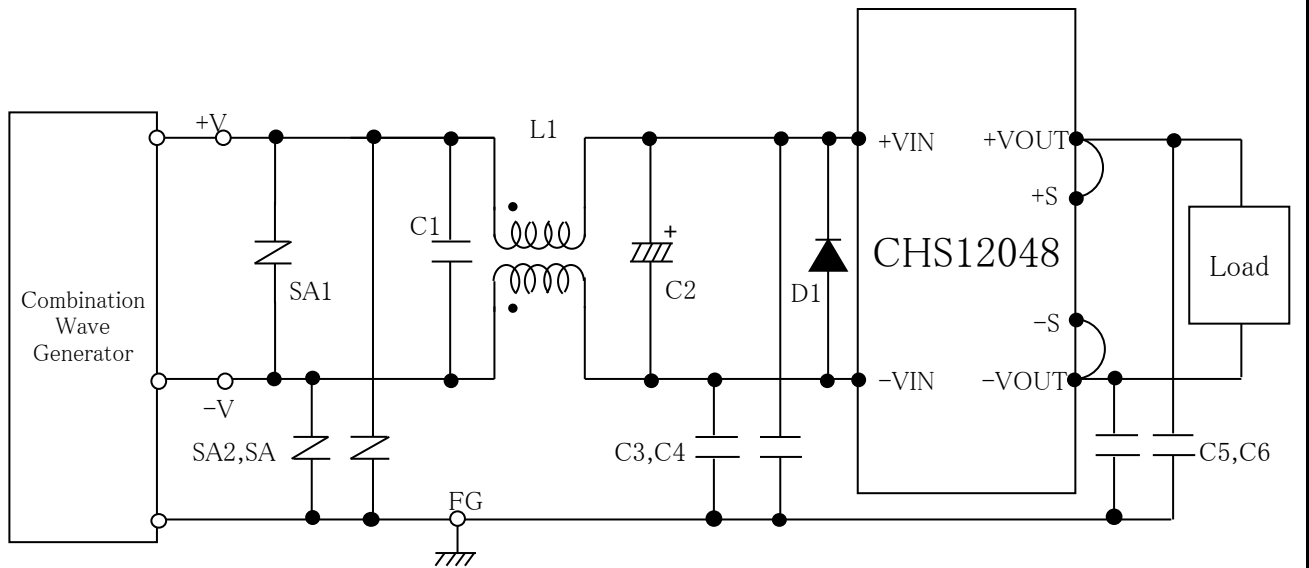 +V
L1
+VIN
+VOUT
+S
C1
+
CHS12048
Load
SA1
C2
D1
Combination
Wave
Generator
−S
−VIN
−VOUT
−V
SA2,SA
C3,C4
C5,C6
FG